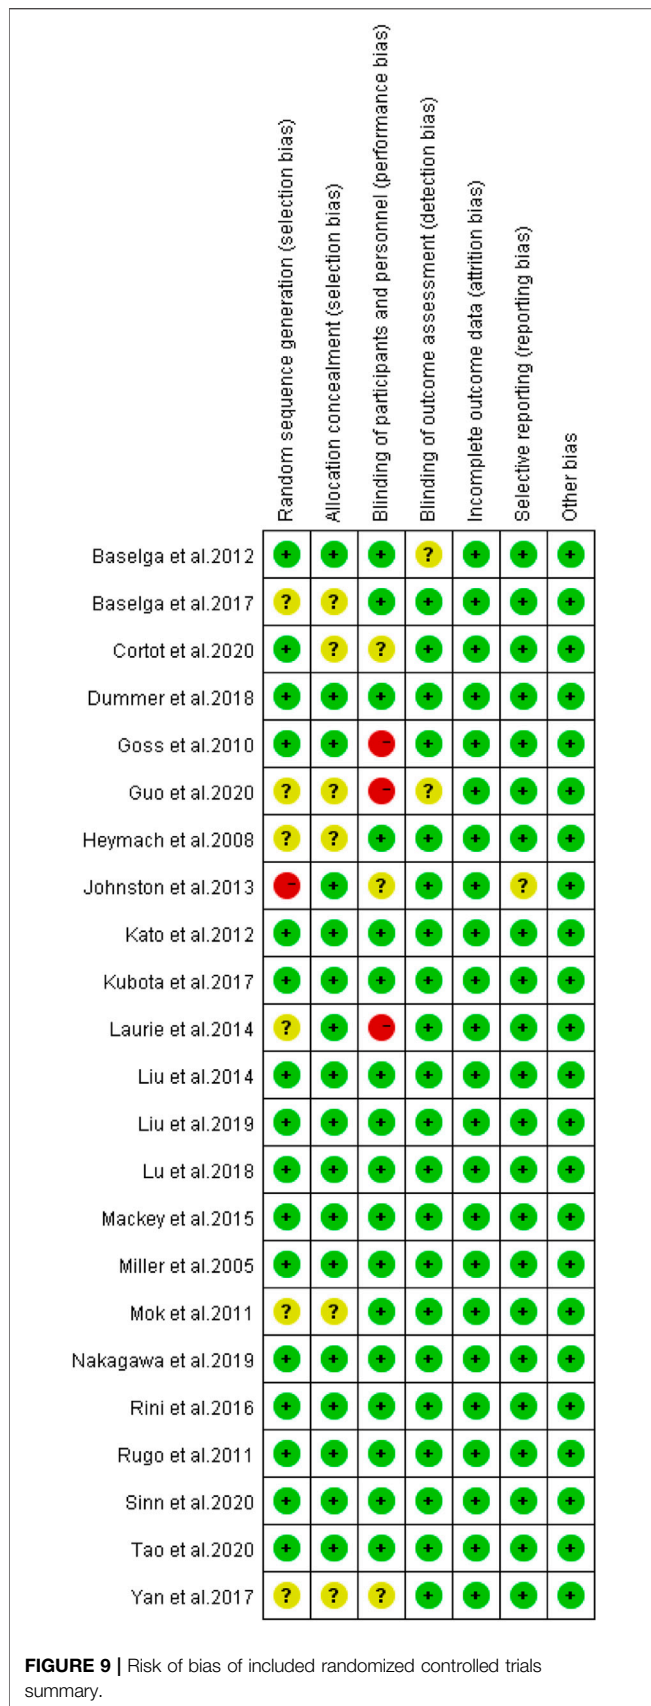 Random sequence generation (selection bias)
Allocation concealment (selection bias)
Blinding of participants and personnel (performance bias)
Blinding of outcome assessment (detection bias)
Incomplete outcome data (attrition bias)
Selective reporting (reporting bias)
Other bias
Baselga et al.2012 + + + ? + + +
Baselga et al.2017 ? ? + + + + +
Cortot et al.2020 + ? ? + + + +
Dummer et al.2018 + + + + + + +
Goss et al.2010 + + - + + + +
Guo et al.2020 ? ? - ? + + +
Heymach et al.2008 ? ? + + + + +
Johnston et al.2013 - + ? + + ? +
Kato et al.2012 + + + + + + +
Kubota et al.2017 + + + + + + +
Laurie et al.2014 ? + - + + + +
Liu et al.2014 + + + + + + +
Liu et al.2019 + + + + + + +
Lu et al.2018 + + + + + + +
Mackey et al.2015 + + + + + + +
Miller et al.2005 + + + + + + +
Mok et al.2011 ? ? + + + + +
Nakagawa et al.2019 + + + + + + +
Rini et al.2016 + + + + + + +
Rugo et al.2011 + + + + + + +
Sinn et al.2020 + + + + + + +
Tao et al.2020 + + + + + + +
Yan et al.2017 ? ? ? + + + +
FIGURE 9 | Risk of bias of included randomized controlled trials
summary.